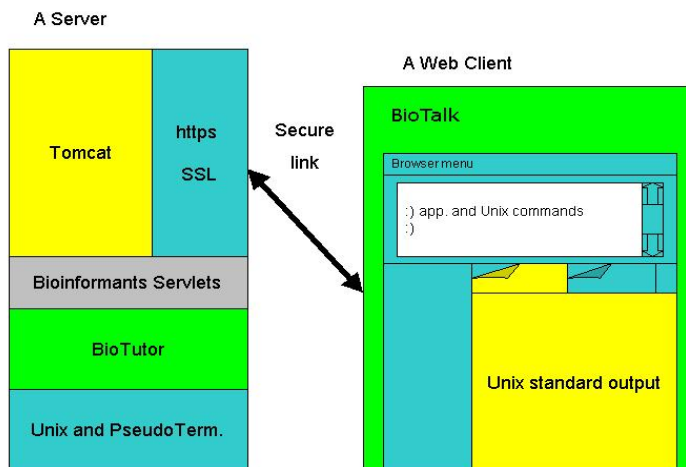 A Server
Tomcat
https
SSL
Bioinformants Servlets
BioTutor
Unix and PseudoTerm.
Secure
link
A Web Client
BioTalk
Browser menu
:) app. and Unix commands
:)
Unix standard output